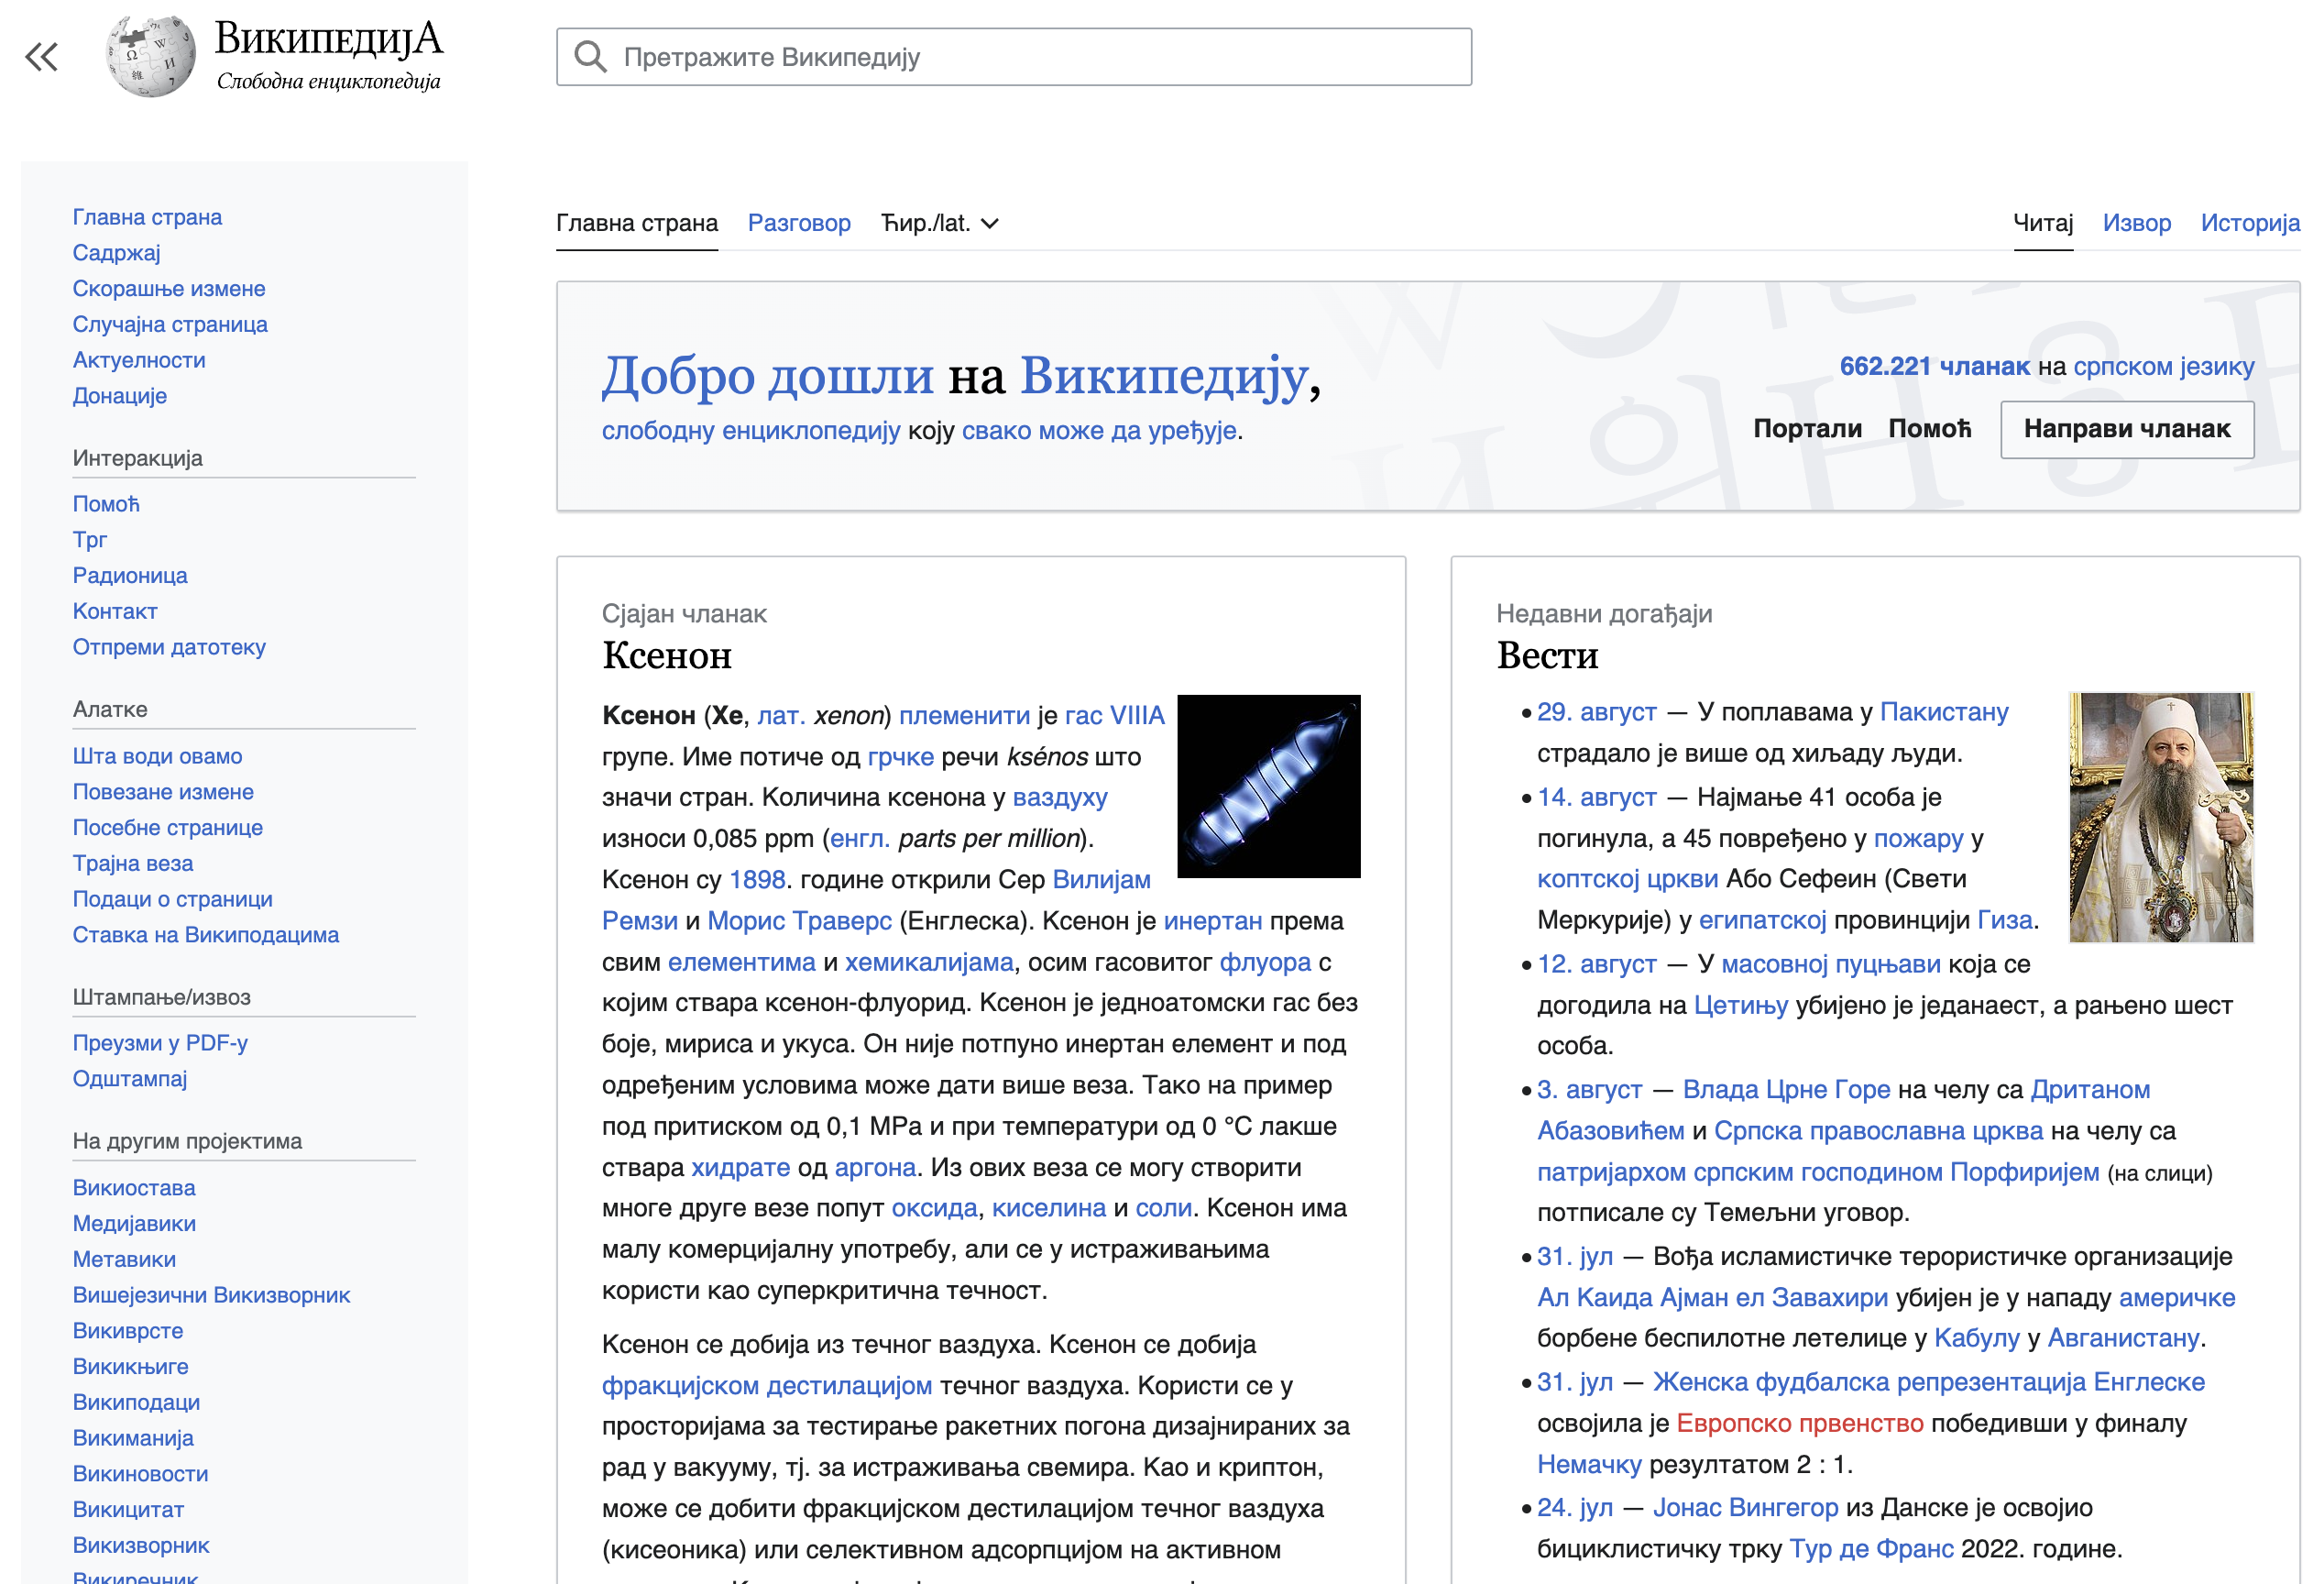 ВикипедијА
Слободна енциклопедија
Претражите Википедију
Главна страна
Садржај
Скорашње измене
Случајна страница
Актуелности
Донације
Интеракција
Помоћ
Трг
Радионица
Контакт
Отпреми датотеку
Алатке
Шта води овамо
Повезане измене
Посебне странице
Трајна веза
Подаци о страници
Ставка на Википодацима
Штампање/извоз
Преузми у PDF-у
Одштампај
На другим пројектима
Викиостава
Медијавики
Метавики
Вишејезични Викизворник
Викиврсте
Викикњиге
Википодаци
Викиманија
Викиновости
Викицитат
Викизворник
Викиречник
Главна страна Разговор Ћир./lat.
Читај Извор Историја
Добро дошли на Википедију,
слободну енциклопедију коју свако може да уређује.
662.221 чланак на српском језику
Портали Помоћ Направи чланак
Сјајан чланак
Ксенон
Ксенон (Xe, лат. xenon) племенити је гас VIIIA
групе. Име потиче од грчке речи ksénos што
значи стран. Количина ксенона у ваздуху
износи 0,085 ppm (енгл. parts per million).
Ксенон су 1898. године открили Сер Вилијам
Ремзи и Морис Траверс (Енглеска). Ксенон је инертан према
свим елементима и хемикалијама, осим гасовитог флуора с
којим ствара ксенон-флуорид. Ксенон је једноатомски гас без
боје, мириса и укуса. Он није потпуно инертан елемент и под
одређеним условима може дати више веза. Тако на пример
под притиском од 0,1 MPa и при температури од 0 °C лакше
ствара хидрате од аргона. Из ових веза се могу створити
многе друге везе попут оксида, киселина и соли. Ксенон има
малу комерцијалну употребу, али се у истраживањима
користи као суперкритична течност.
Ксенон се добија из течног ваздуха. Ксенон се добија
фракцијском дестилацијом течног ваздуха. Користи се у
просторијама за тестирање ракетних погона дизајнираних за
рад у вакууму, тј. за истраживања свемира. Као и криптон,
може се добити фракцијском дестилацијом течног ваздуха
(кисеоника) или селективном адсорпцијом на активном
Недавни догађаји
Вести
29. август — У поплавама у Пакистану
страдало је више од хиљаду људи.
14. август — Најмање 41 особа је
погинула, а 45 повређено у пожару у
коптској цркви Або Сефеин (Свети
Меркурије) у египатској провинцији Гиза.
12. август — У масовној пуцњави која се
догодила на Цетињу убијено је једанаест, а рањено шест
особа.
3. август — Влада Црне Горе на челу са Дританом
Абазовићем и Српска православна црква на челу са
патријархом српским господином Порфиријем (на слици)
потписале су Темељни уговор.
31. јул — Вођа исламистичке терористичке организације
Ал Каида Ајман ел Завахири убијен је у нападу америчке
борбене беспилотне летелице у Кабулу у Авганистану.
31. јул — Женска фудбалска репрезентација Енглеске
освојила је Европско првенство победивши у финалу
Немачку резултатом 2 : 1.
24. јул — Јонас Вингегор из Данске је освојио
бициклистичку трку Тур де Франс 2022. године.